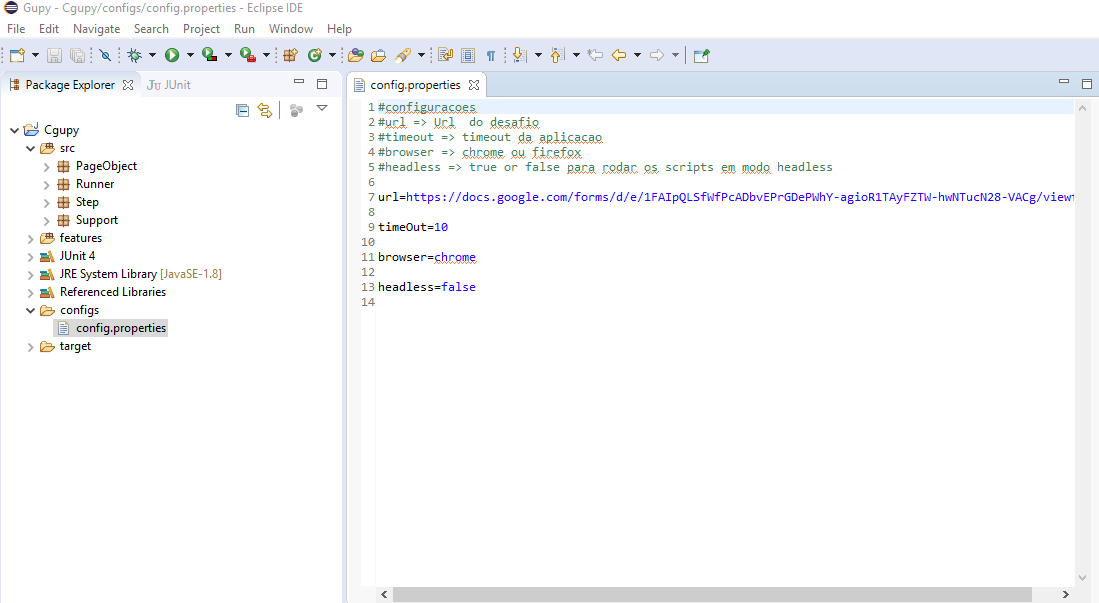 Gupy - Cgupy/configs/config.properties - Eclipse IDE
File Edit Navigate Search Project Run Window Help
Package Explorer
JUnit
Cgupy
src
PageObject
Runner
Step
Support
features
JUnit 4
JRE System Library [JavaSE-1.8]
Referenced Libraries
configs
config.properties
target
config.properties
1 #configuracoes
2 #url => Url  do desafio
3 #timeout => timeout da aplicacao
4 #browser => chrome ou firefox
5 #headless => true or false para rodar os scripts em modo headless
6
7 url=https://docs.google.com/forms/d/e/1FAIpQLSfWfPcADbvEPrGDePWhY-agioR1TAyFZTW-hwNTucN28-VACg/view
8
9 timeOut=10
10
11 browser=chrome
12
13 headless=false
14